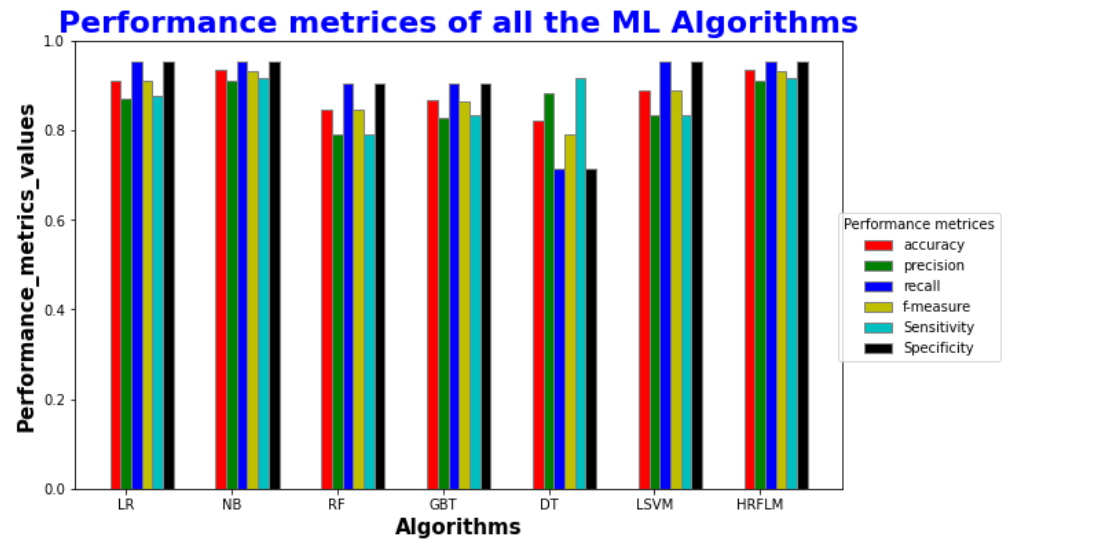 Performance metrices of all the ML Algorithms
Performance_metrics_values
1.0
0.8
0.6
0.4
0.2
0.0
LR NB RF GBT DT LSVM HRFLM
Algorithms
Performance metrices
accuracy
precision
recall
f-measure
Sensitivity
Specificity